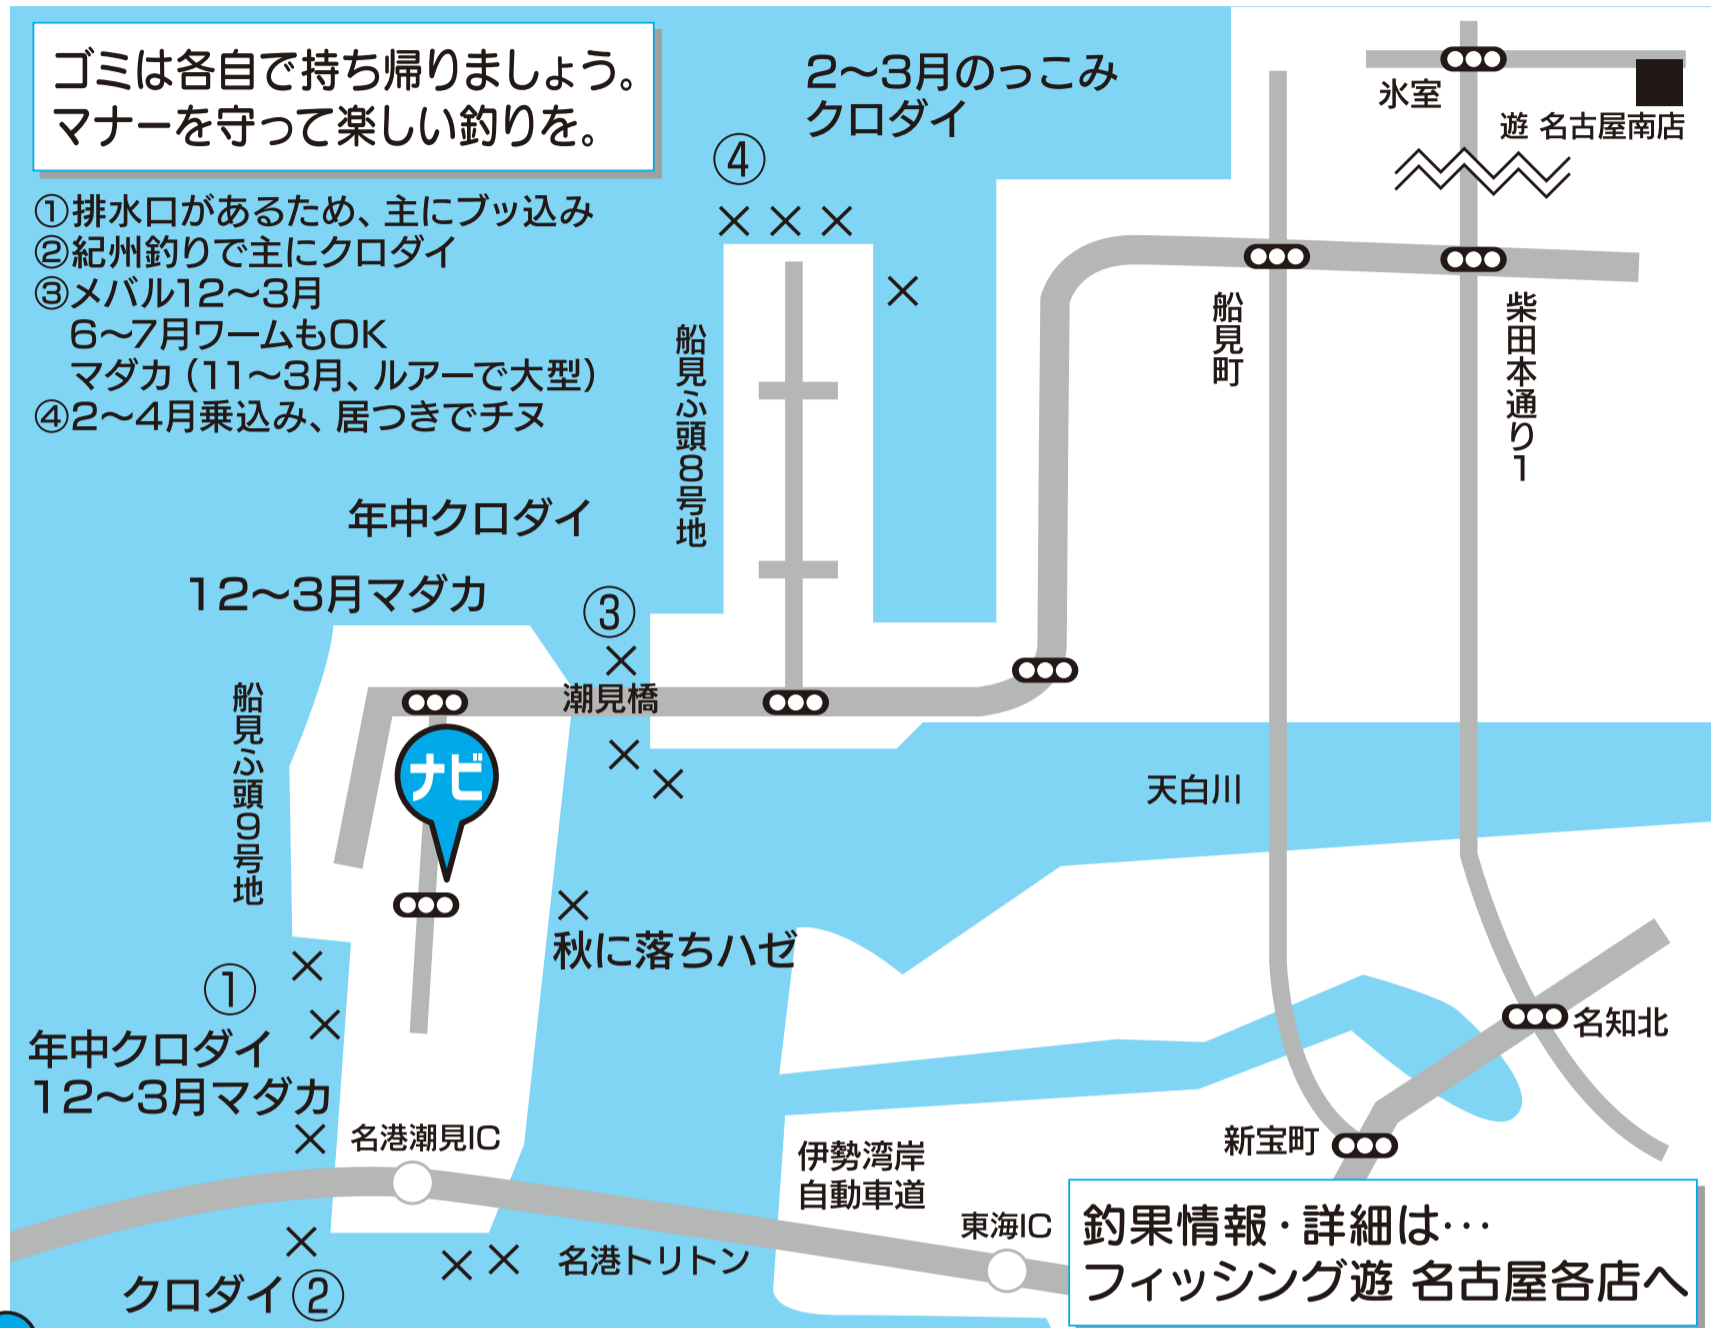 ゴミは各自で持ち帰りましょう。
マナーを守って楽しい釣りを。
①排水口があるため、主にブッ込み
②紀州釣りで主にクロダイ
③メバル12〜3月
6〜7月ワームもOK
マダカ（11〜3月、ルアーで大型）
④2〜4月乗込み、居つきでチヌ
2〜3月のっこみ
クロダイ
④
氷室
遊 名古屋南店
船見ふ頭8号地
船見町
柴田本通り1
年中クロダイ
12〜3月マダカ
③
潮見橋
船見ふ頭9号地
ナビ
天白川
秋に落ちハゼ
①
年中クロダイ
12〜3月マダカ
名知北
名港潮見IC
伊勢湾岸
自動車道
新宝町
東海IC
名港トリトン
クロダイ②
釣果情報・詳細は…
フィッシング遊 名古屋各店へ